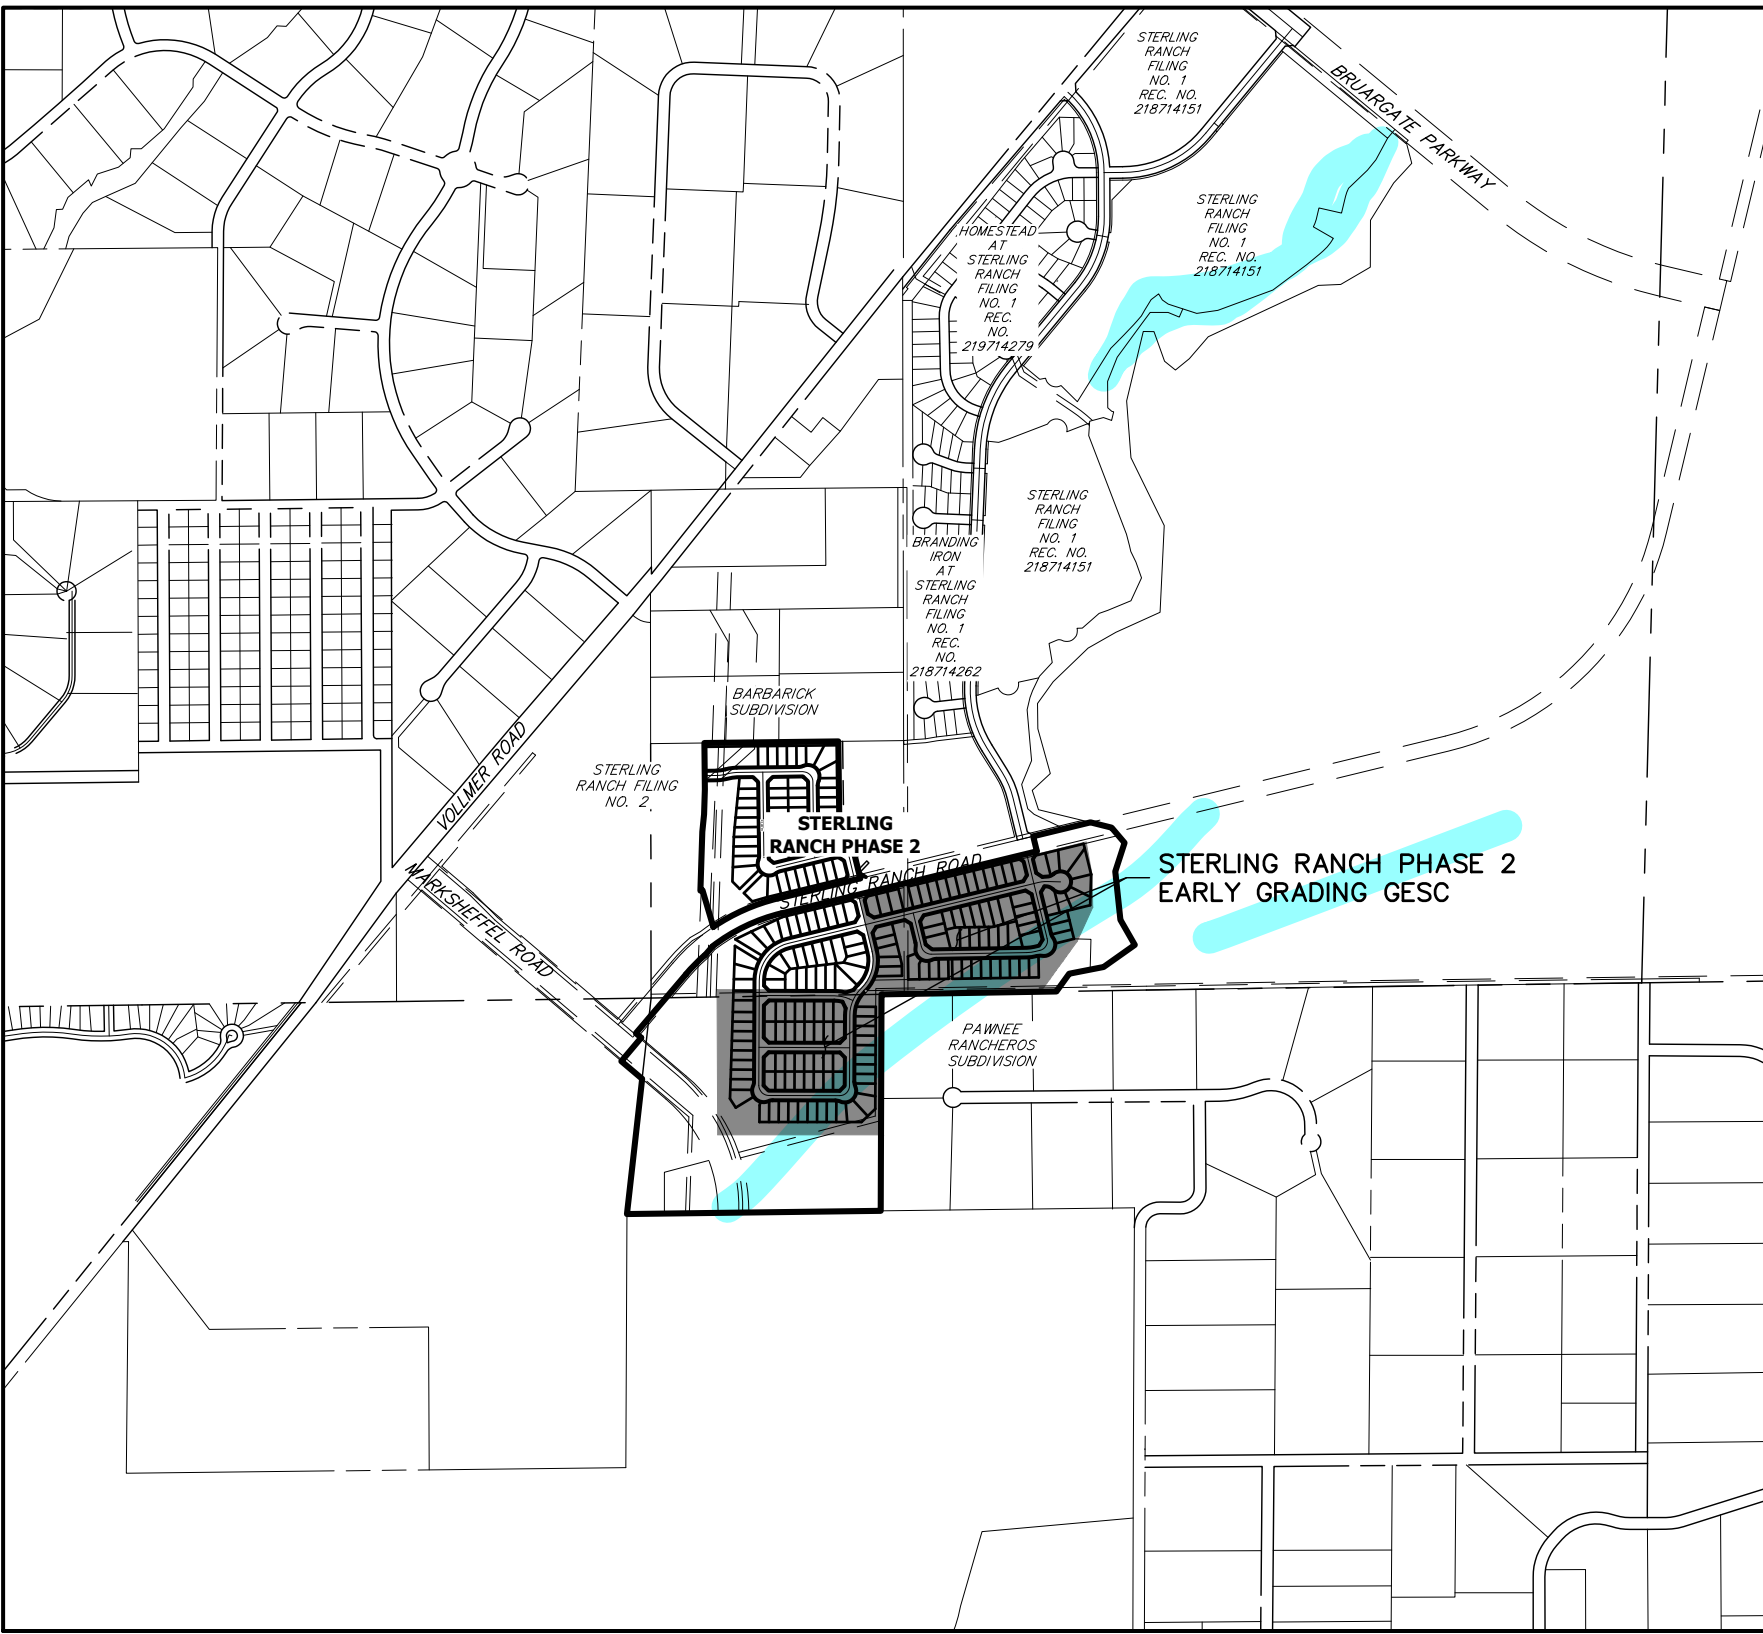 STERLING
RANCH
FILING
NO. 1
REC. NO.
218714151
BRUARGATE PARKWAY
STERLING
RANCH
FILING
NO. 1
REC. NO.
218714151
HOMESTEAD
AT
STERLING
RANCH
FILING
NO. 1
REC.
NO.
219714279
STERLING
RANCH
FILING
NO. 1
REC. NO.
218714151
BRANDING
IRON
AT
STERLING
RANCH
FILING
NO. 1
REC.
NO.
218714262
BARBARICK
SUBDIVISION
VOLLMER ROAD
STERLING
RANCH FILING
NO. 2
STERLING
RANCH PHASE 2
STERLING RANCH ROAD
STERLING RANCH PHASE 2
EARLY GRADING GESC
MARKSHEFFEL ROAD
PAWNEE
RANCHEROS
SUBDIVISION